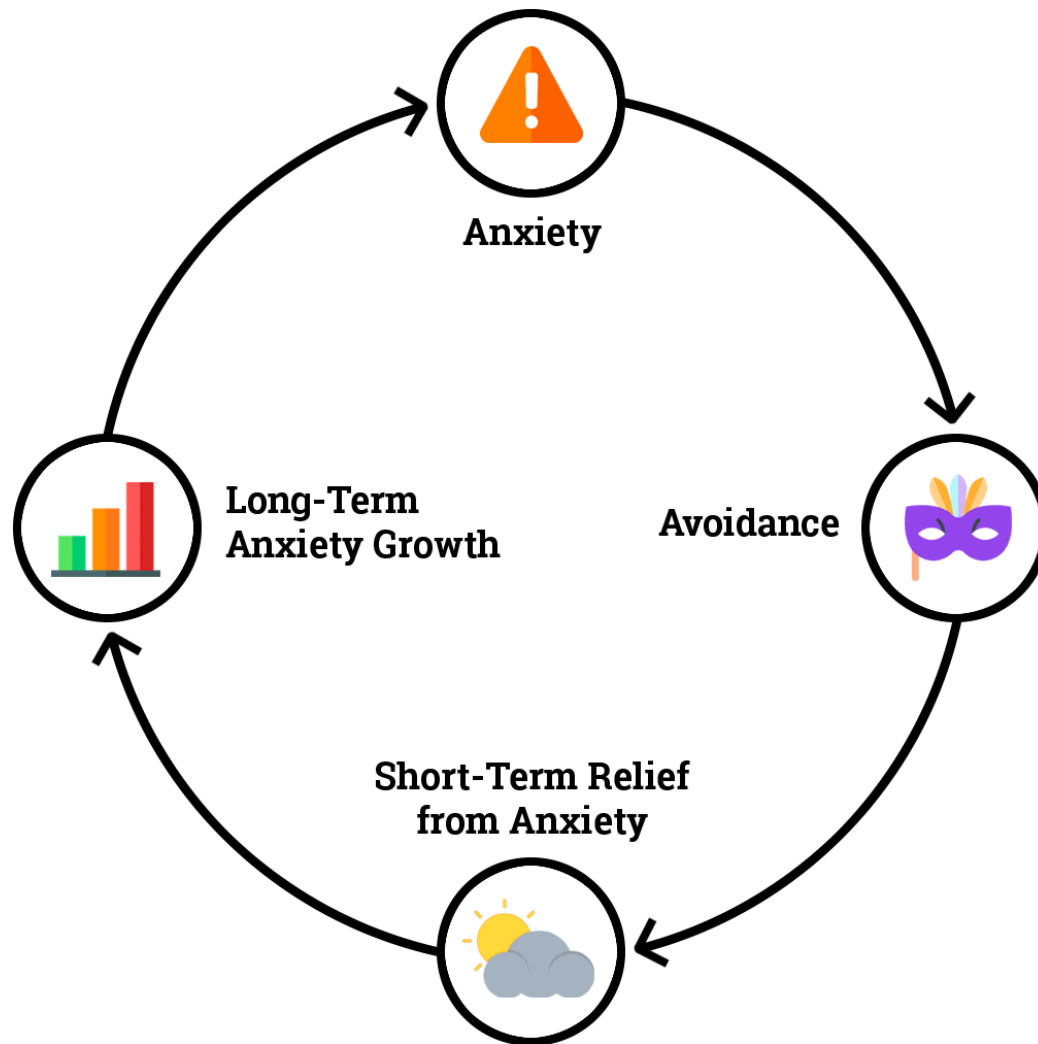 Anxiety
Avoidance
Short-Term Relief
from Anxiety
Long-Term
Anxiety Growth